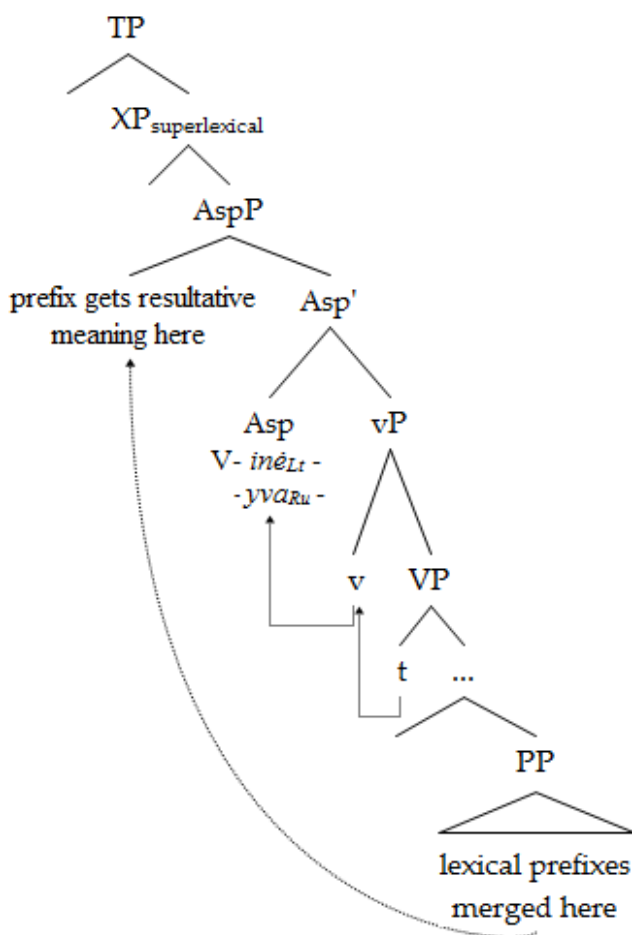 TP
XPsuperlexical
AspP
prefix gets resultative
meaning here
Asp'
Asp
vP
V- inėLt -
-yvaRu -
v
VP
t
...
PP
lexical prefixes
merged here